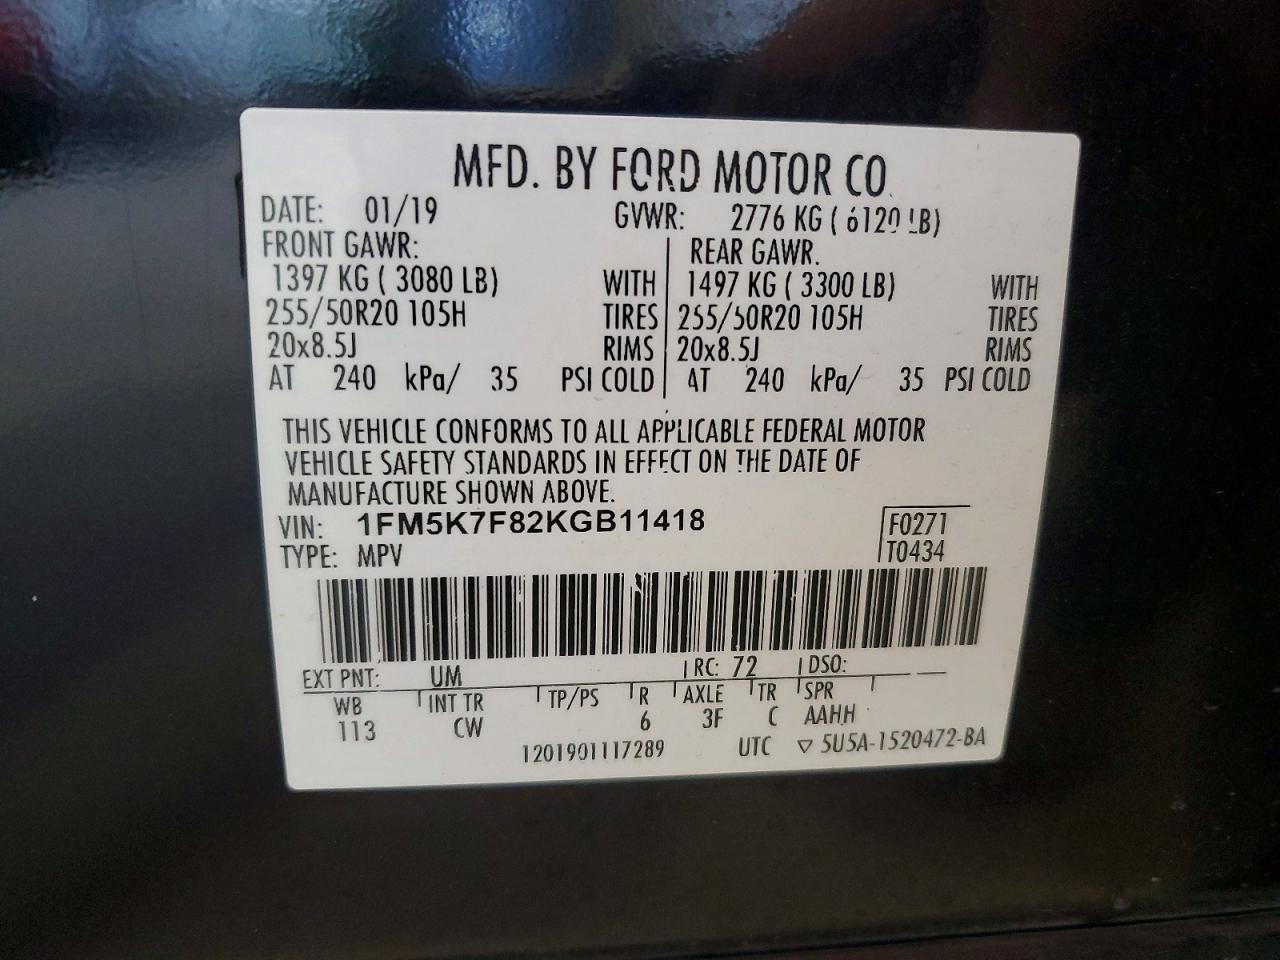 MFD. BY FORD MOTOR CO.
DATE: 01/19 GVWR: 2776 KG ( 6120 LB)
FRONT GAWR: REAR GAWR:
1397 KG ( 3080 LB) WITH 1497 KG ( 3300 LB) WITH
255/50R20 105H TIRES 255/50R20 105H TIRES
20x8.5J RIMS 20x8.5J RIMS
AT 240 kPa/ 35 PSI COLD AT 240 kPa/ 35 PSI COLD
THIS VEHICLE CONFORMS TO ALL APPLICABLE FEDERAL MOTOR
VEHICLE SAFETY STANDARDS IN EFFECT ON THE DATE OF
MANUFACTURE SHOWN ABOVE.
VIN: 1FM5K7F82KGB11418 F0271
TYPE: MPV T0434
EXT PNT: UM RC: 72 DSO:
WB INT TR TP/PS R AXLE TR SPR
113 CW 6 3F C AAHH
1201901117289 UTC ▽ 5U5A-1520472-BA